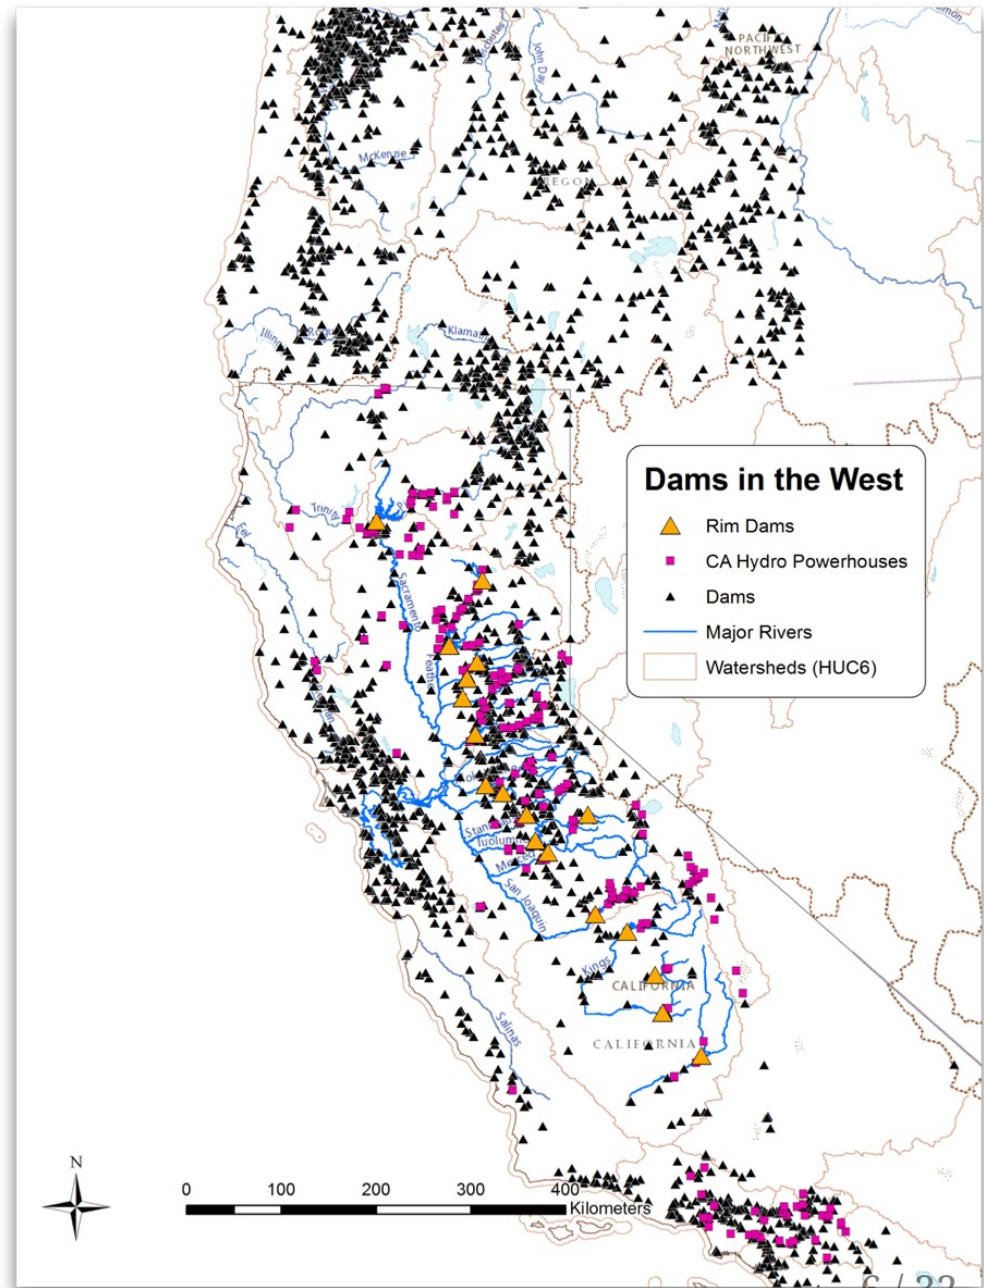 PACIFIC
NORTHWEST
John Day
McKenzie
Klamath
Trinity
Eel
Sacramento
Feather
Dams in the West
Rim Dams
CA Hydro Powerhouses
Dams
Major Rivers
Watersheds (HUC6)
Tuolumne
Merced
San Joaquin
Kings
CALIFORNIA
CALIFORNIA
Salinas
N
0 100 200 300 400
Kilometers